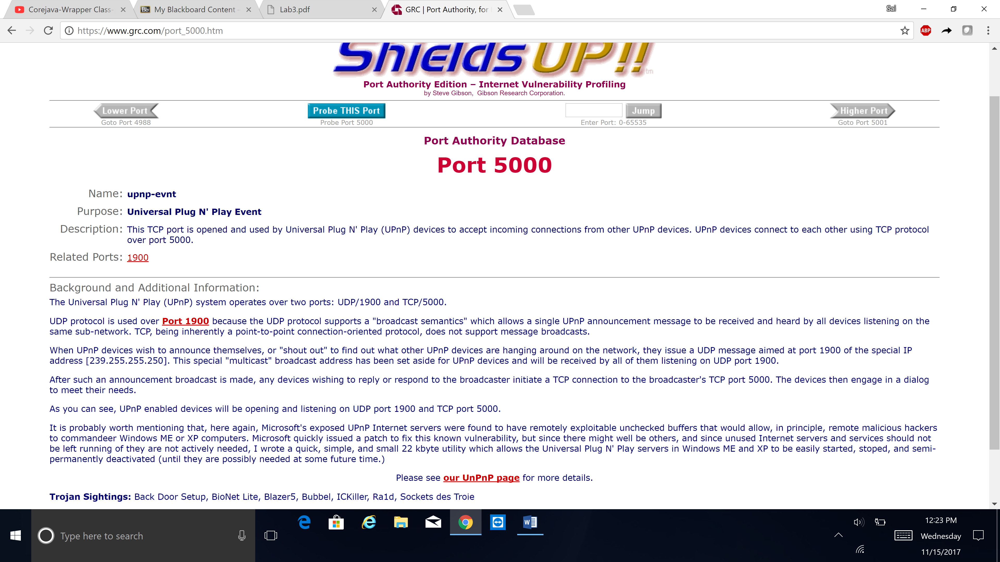 Corejava-Wrapper Class-
My Blackboard Content -
Lab3.pdf
GRC | Port Authority, for
Sai
https://www.grc.com/port_5000.htm
ABP
ShieldsUP!!
tm
Port Authority Edition – Internet Vulnerability Profiling
by Steve Gibson, Gibson Research Corporation.
Lower Port
Probe THIS Port
Jump
Higher Port
Goto Port 4988
Probe Port 5000
Enter Port: 0-65535
Goto Port 5001
Port Authority Database
Port 5000
Name: upnp-evnt
Purpose: Universal Plug N' Play Event
Description: This TCP port is opened and used by Universal Plug N' Play (UPnP) devices to accept incoming connections from other UPnP devices. UPnP devices connect to each other using TCP protocol
over port 5000.
Related Ports: 1900
Background and Additional Information:
The Universal Plug N' Play (UPnP) system operates over two ports: UDP/1900 and TCP/5000.
UDP protocol is used over Port 1900 because the UDP protocol supports a "broadcast semantics" which allows a single UPnP announcement message to be received and heard by all devices listening on the
same sub-network. TCP, being inherently a point-to-point connection-oriented protocol, does not support message broadcasts.
When UPnP devices wish to announce themselves, or "shout out" to find out what other UPnP devices are hanging around on the network, they issue a UDP message aimed at port 1900 of the special IP
address [239.255.255.250]. This special "multicast" broadcast address has been set aside for UPnP devices and will be received by all of them listening on UDP port 1900.
After such an announcement broadcast is made, any devices wishing to reply or respond to the broadcaster initiate a TCP connection to the broadcaster's TCP port 5000. The devices then engage in a dialog
to meet their needs.
As you can see, UPnP enabled devices will be opening and listening on UDP port 1900 and TCP port 5000.
It is probably worth mentioning that, here again, Microsoft's exposed UPnP Internet servers were found to have remotely exploitable unchecked buffers that would allow, in principle, remote malicious hackers
to commandeer Windows ME or XP computers. Microsoft quickly issued a patch to fix this known vulnerability, but since there might well be others, and since unused Internet servers and services should not
be left running of they are not actively needed, I wrote a quick, simple, and small 22 kbyte utility which allows the Universal Plug N' Play servers in Windows ME and XP to be easily started, stoped, and semi-
permanently deactivated (until they are possibly needed at some future time.)
Please see our UnPnP page for more details.
Trojan Sightings: Back Door Setup, BioNet Lite, Blazer5, Bubbel, ICKiller, Ra1d, Sockets des Troie
Type here to search
12:23 PM
Wednesday
11/15/2017